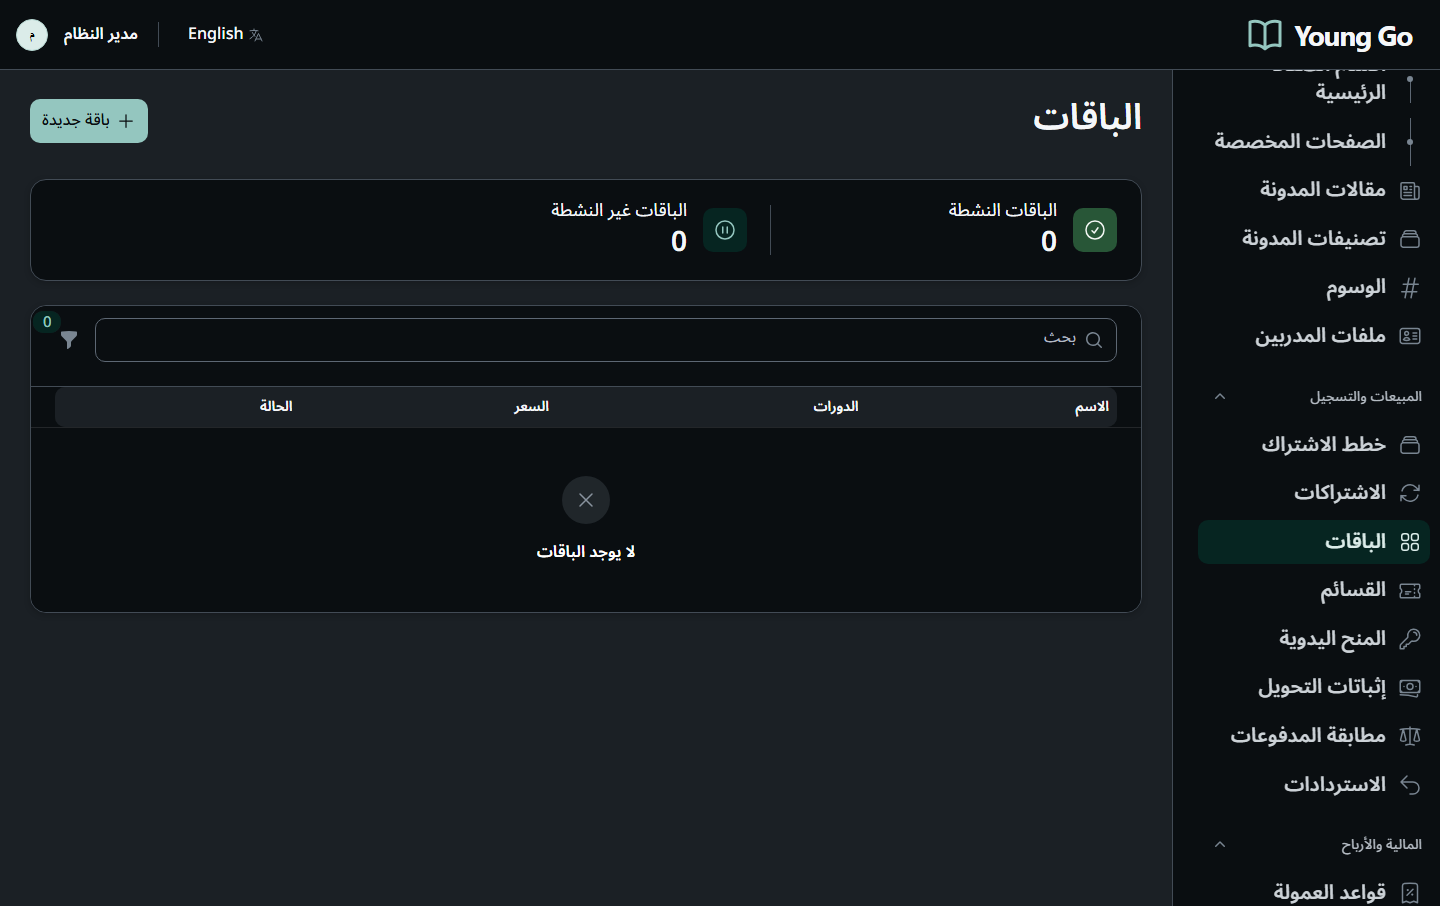 Young Go
English
مدير النظام
م
الرئيسية
الصفحات المخصصة
مقالات المدونة
تصنيفات المدونة
الوسوم
ملفات المدربين
المبيعات والتسجيل
خطط الاشتراك
الاشتراكات
الباقات
القسائم
المنح اليدوية
إثباتات التحويل
مطابقة المدفوعات
الاستردادات
المالية والأرباح
قواعد العمولة
الباقات
باقة جديدة
الباقات النشطة
0
الباقات غير النشطة
0
بحث
0
الاسم الدورات السعر الحالة
لا يوجد الباقات